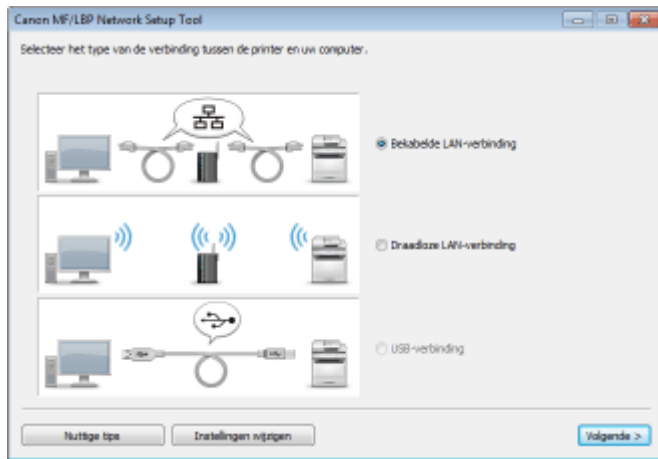 Canon MF/LBP Network Setup Tool
Selecteer het type van de verbinding tussen de printer en uw computer.
Bekabelde LAN-verbinding
Draadloze LAN-verbinding
USB-verbinding
Nuttige tips
Instellingen wijzigen
Volgende >